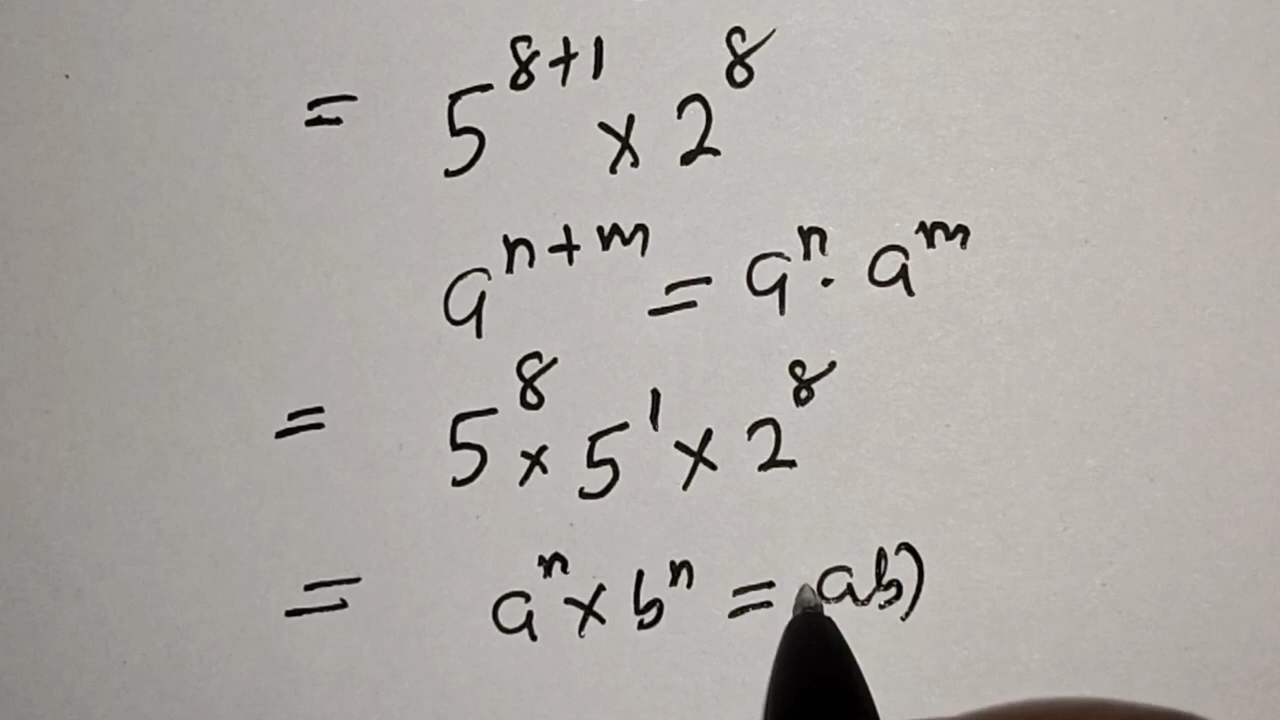 = 5^{8+1} x 2^8
a^{n+m} = a^n . a^m
= 5^8 x 5^1 x 2^8
= a^n x b^n = ab)